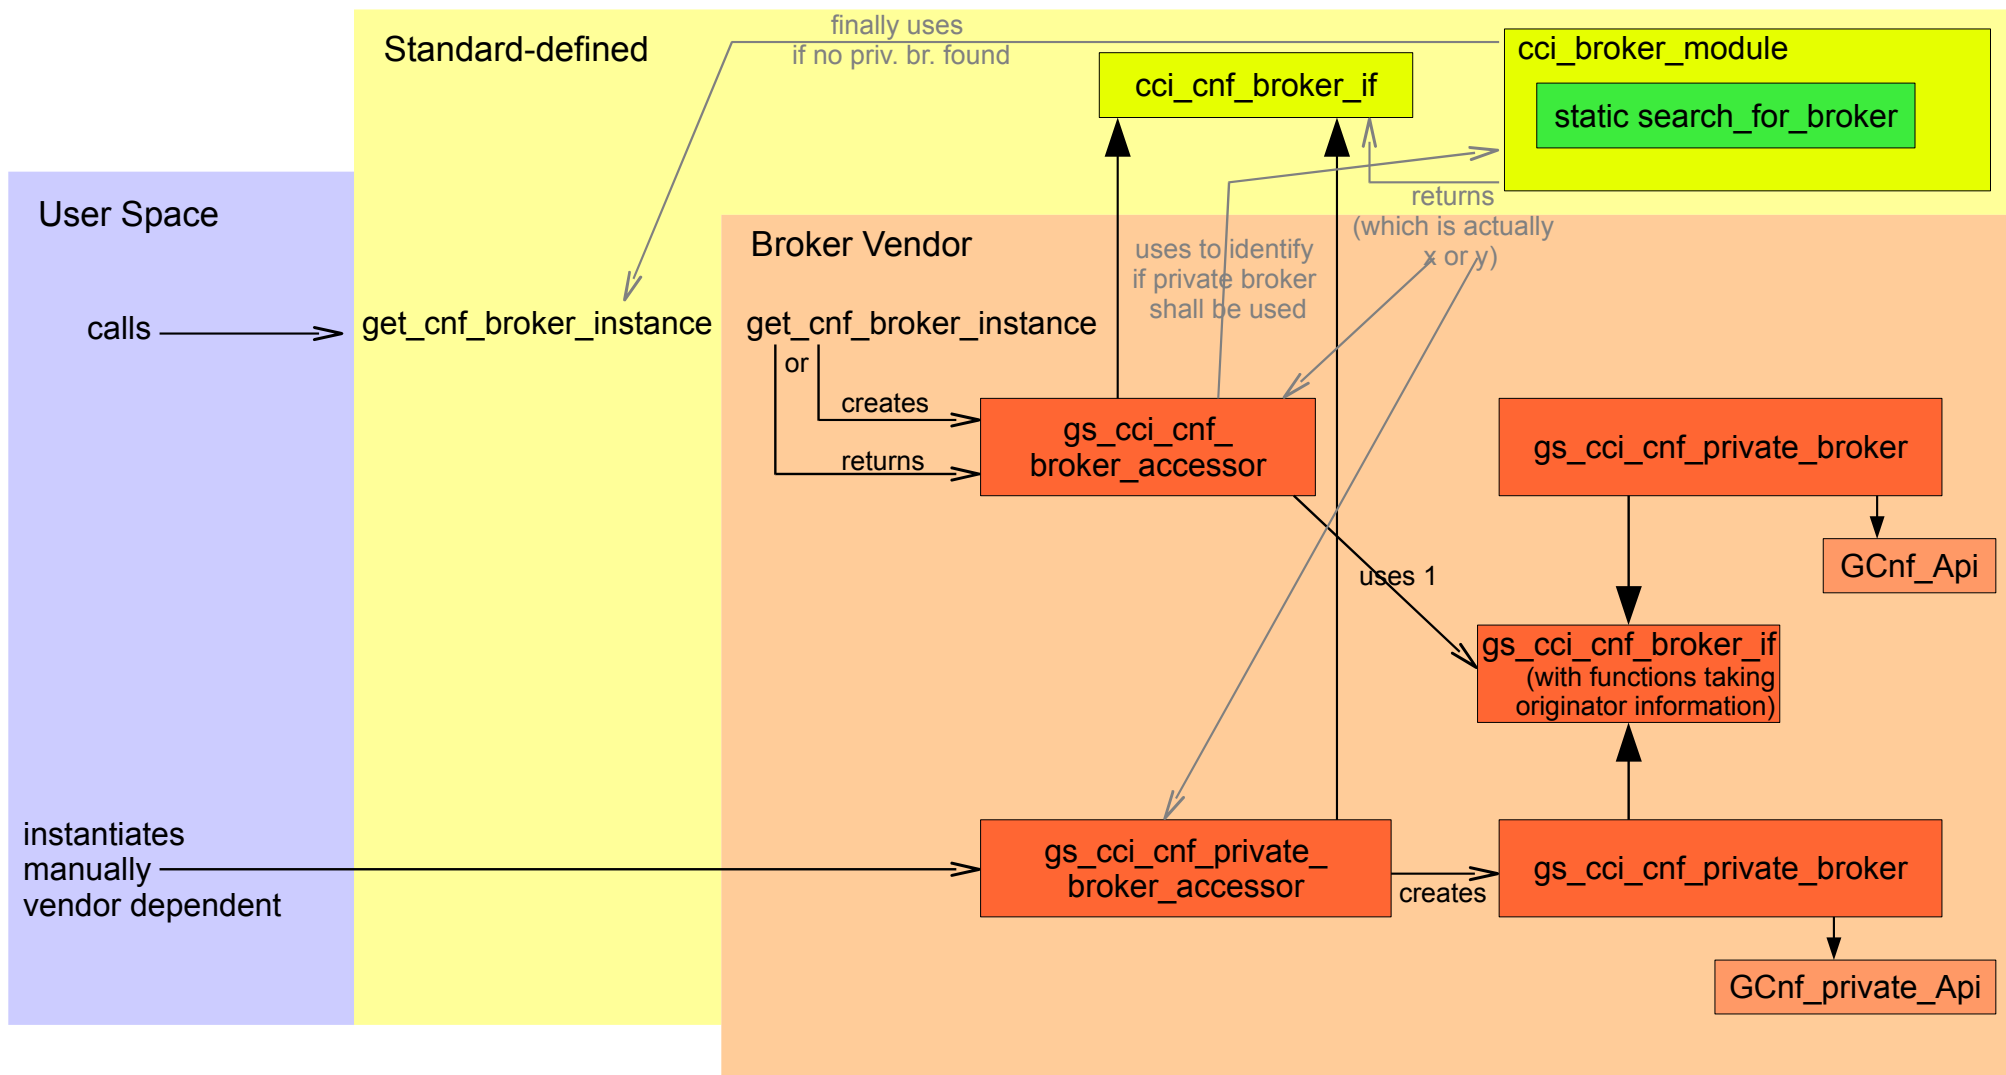 finally uses
if no priv. br. found
Standard-defined
cci_broker_module
cci_cnf_broker_if
static search_for_broker
User Space
returns
(which is actually
x or y)
Broker Vendor
uses to identify
if private broker
shall be used
calls
get_cnf_broker_instance
get_cnf_broker_instance
or
creates
returns
gs_cci_cnf_
broker_accessor
gs_cci_cnf_private_broker
GCnf_Api
uses 1
gs_cci_cnf_broker_if
(with functions taking
originator information)
instantiates
manually
vendor dependent
gs_cci_cnf_private_
broker_accessor
creates
gs_cci_cnf_private_broker
GCnf_private_Api